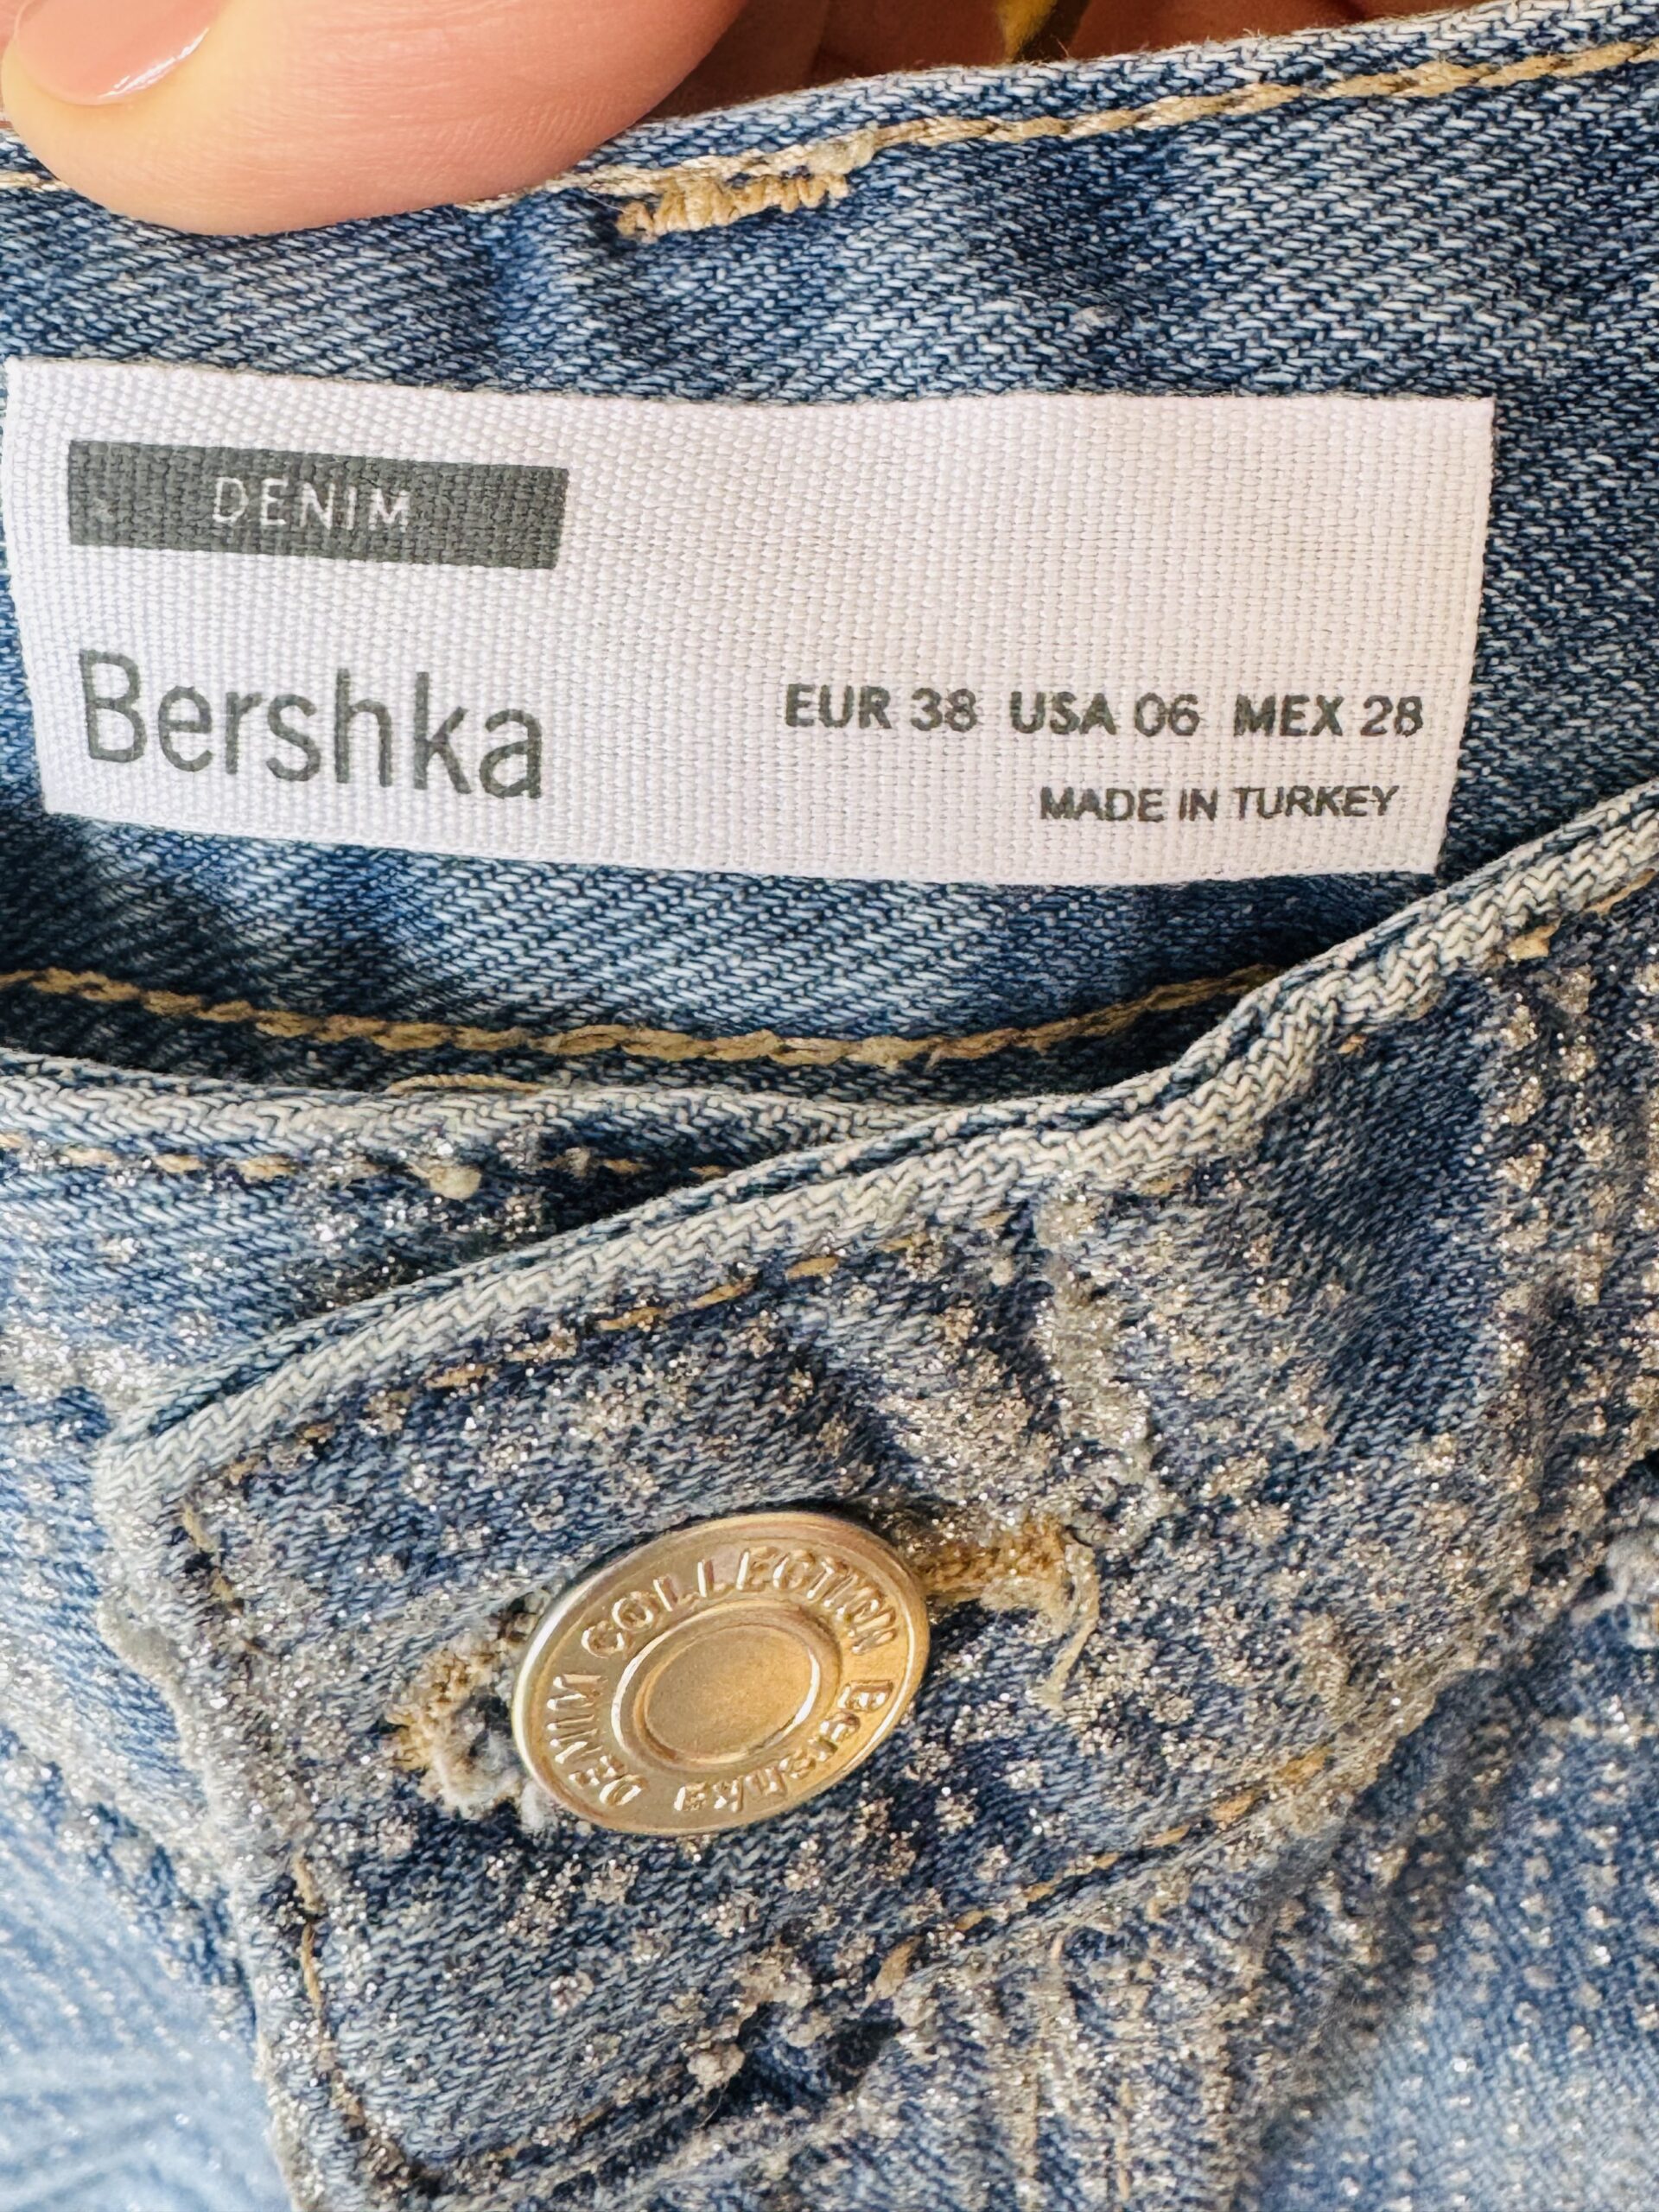 DENIM
Bershka
EUR 38 USA 06 MEX 28
MADE IN TURKEY
DENIM COLLECTION Bershka